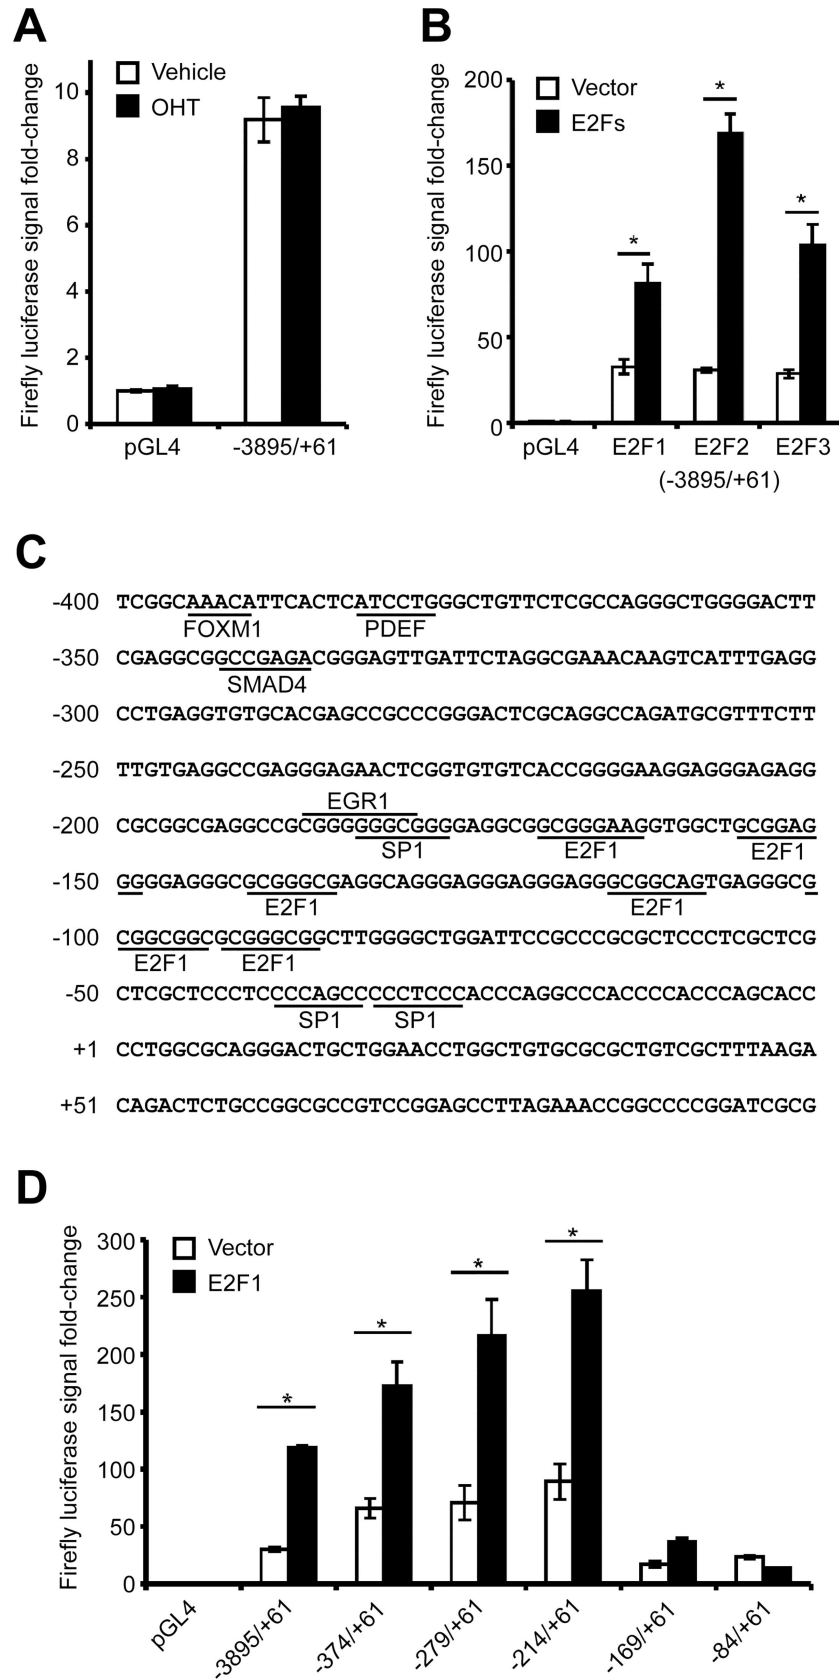 A
Firefly luciferase signal fold-change
Vehicle
OHT
10
8
6
4
2
0
pGL4
-3895/+61
B
Firefly luciferase signal fold-change
Vector
E2Fs
200
150
100
50
0
*
*
*
pGL4
E2F1
E2F2
E2F3
(-3895/+61)
C
-400 TCGGCAAACATTCACTCATCCTGGGCTGTTCTCGCCAGGGCTGGGGACTT
FOXM1 PDEF
-350 CGAGGCGGCCGAGACGGGAGTTGATTCTAGGCGAAACAAGTCATTTGAGG
SMAD4
-300 CCTGAGGTGTGCACGAGCCGCCCGGGACTCGCAGGCCAGATGCGTTTCTT
-250 TTGTGAGGCCGAGGGAGAACTCGGTGTGTCACCGGGGAAGGAGGGAGAGG
EGR1
-200 CGCGGCGAGGCCGCGGGGGGGCGGGGAGGCGGCGGGAAGGTGGCTGCGGAG
SP1 E2F1 E2F1
-150 GGGGAGGGCGCGGGCGAGGCAGGGAGGGAGGGAGGGCGGCAGTGAGGGCG
E2F1 E2F1
-100 CGGCGGCGCGGGCGGCTTGGGGCTGGATTCCGCCCGCGCTCCCTCGCTCG
E2F1 E2F1
-50 CTCGCTCCCTCCCCCAGCCCCCTCCCACCCAGGCCCACCCCACCCAGCACC
SP1 SP1
+1 CCTGGCGCAGGGACTGCTGGAACCTGGCTGTGCGCGCTGTCGCTTTAAGA
+51 CAGACTCTGCCGGCGCCGTCCGGAGCCTTAGAAACCGGCCCCGGATCGCG
D
Firefly luciferase signal fold-change
Vector
E2F1
300
250
200
150
100
50
0
*
*
*
*
pGL4
-3895/+61
-374/+61
-279/+61
-214/+61
-169/+61
-84/+61